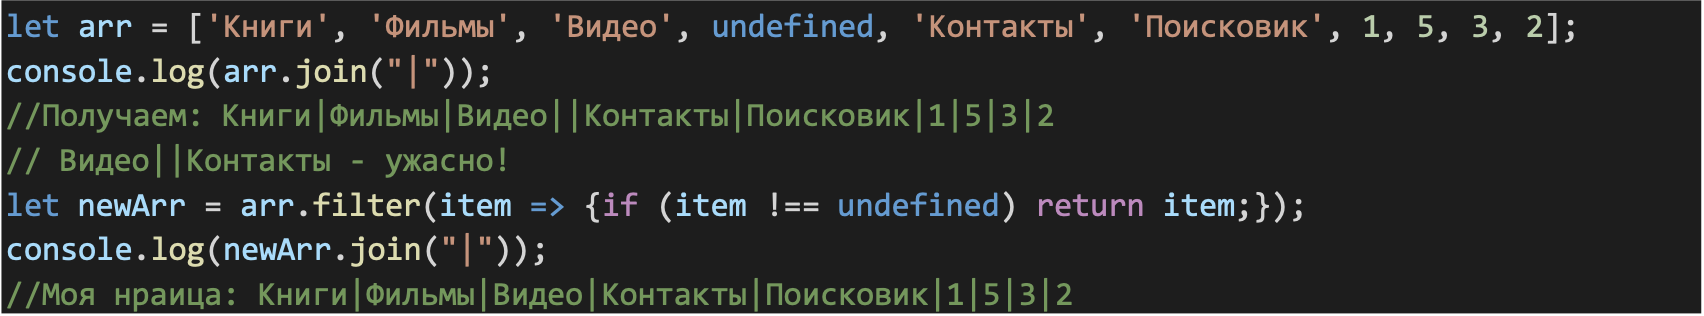 let arr = ['Книги', 'Фильмы', 'Видео', undefined, 'Контакты', 'Поисковик', 1, 5, 3, 2];
console.log(arr.join("|"));
//Получаем: Книги|Фильмы|Видео||Контакты|Поисковик|1|5|3|2
// Видео||Контакты - ужасно!
let newArr = arr.filter(item => {if (item !== undefined) return item;});
console.log(newArr.join("|"));
//Моя нраица: Книги|Фильмы|Видео|Контакты|Поисковик|1|5|3|2